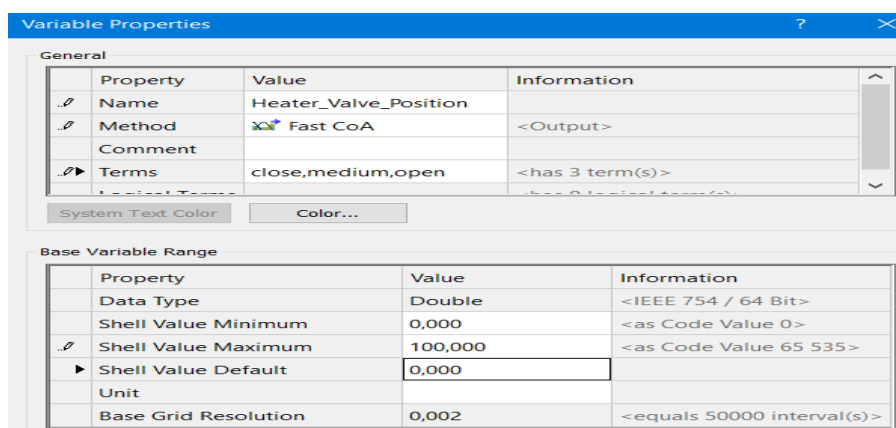 Variable Properties ? ×
General
Property Value Information
Name Heater_Valve_Position
Method Fast CoA <Output>
Comment
Terms close,medium,open <has 3 term(s)>
System Text Color Color...
Base Variable Range
Property Value Information
Data Type Double <IEEE 754 / 64 Bit>
Shell Value Minimum 0,000 <as Code Value 0>
Shell Value Maximum 100,000 <as Code Value 65 535>
Shell Value Default 0,000
Unit
Base Grid Resolution 0,002 <equals 50000 interval(s)>